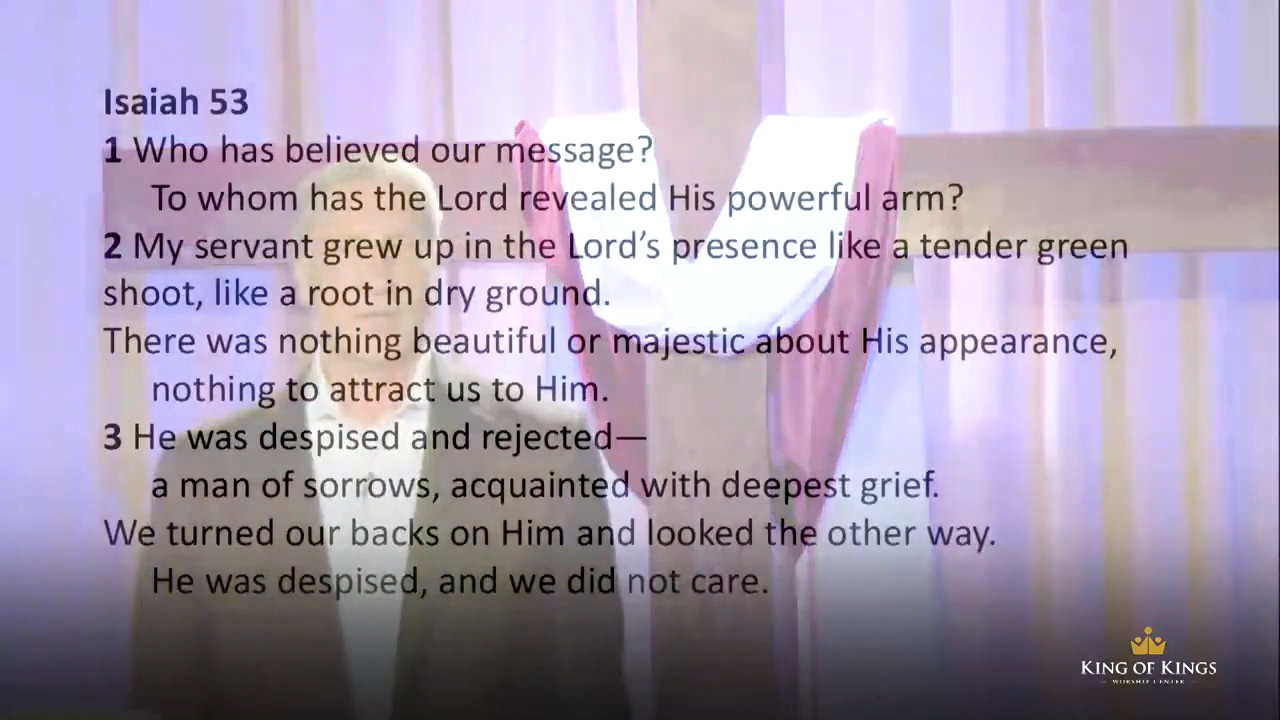 Isaiah 53
1 Who has believed our message?
To whom has the Lord revealed His powerful arm?
2 My servant grew up in the Lord’s presence like a tender green
shoot, like a root in dry ground.
There was nothing beautiful or majestic about His appearance,
nothing to attract us to Him.
3 He was despised and rejected—
a man of sorrows, acquainted with deepest grief.
We turned our backs on Him and looked the other way.
He was despised, and we did not care.
KING OF KINGS
WORSHIP CENTER